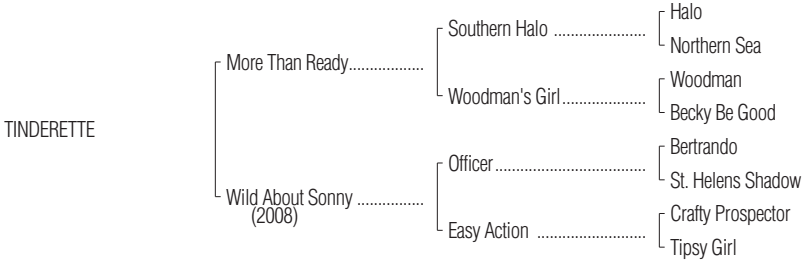 Halo
Southern Halo ......................
Northern Sea
More Than Ready..................
Woodman
Woodman's Girl....................
Becky Be Good
TINDERETTE
Bertrando
Officer....................................
St. Helens Shadow
Wild About Sonny ................
(2008)
Crafty Prospector
Easy Action ..........................
Tipsy Girl